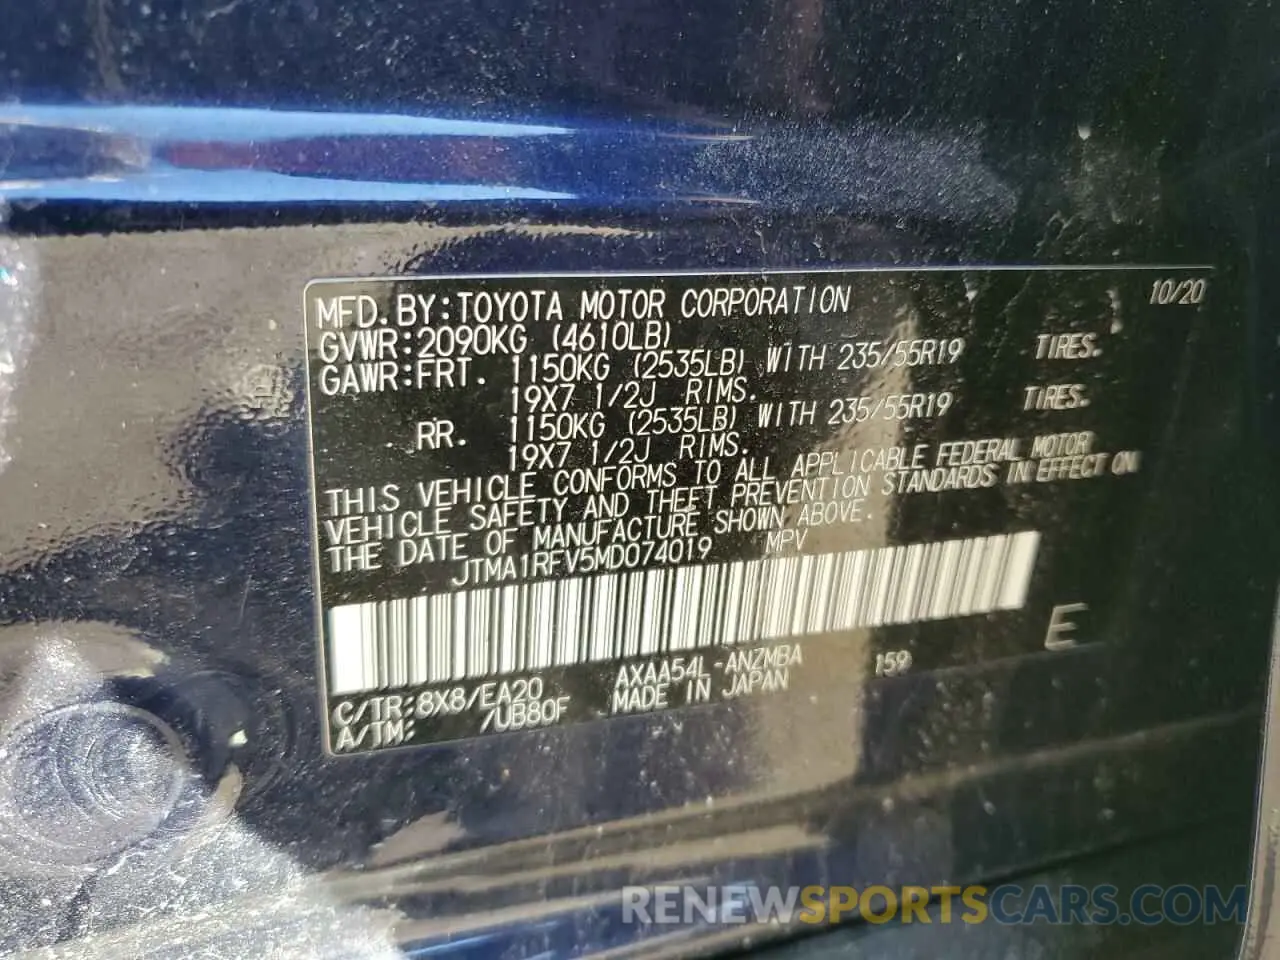 MFD. BY: TOYOTA MOTOR CORPORATION 10/20
GVWR: 2090KG (4610LB)
GAWR: FRT. 1150KG (2535LB) WITH 235/55R19 TIRES.
19X7 1/2J RIMS.
RR. 1150KG (2535LB) WITH 235/55R19 TIRES.
19X7 1/2J RIMS.
THIS VEHICLE CONFORMS TO ALL APPLICABLE FEDERAL MOTOR
VEHICLE SAFETY AND THEFT PREVENTION STANDARDS IN EFFECT ON
THE DATE OF MANUFACTURE SHOWN ABOVE.
JTMA1RFV5MD074019 MPV
E
C/TR: 8X8/EA20 AXAA54L-ANZMBA 159
A/TM: /UB80F MADE IN JAPAN
RENEWSPORTSCARS.COM